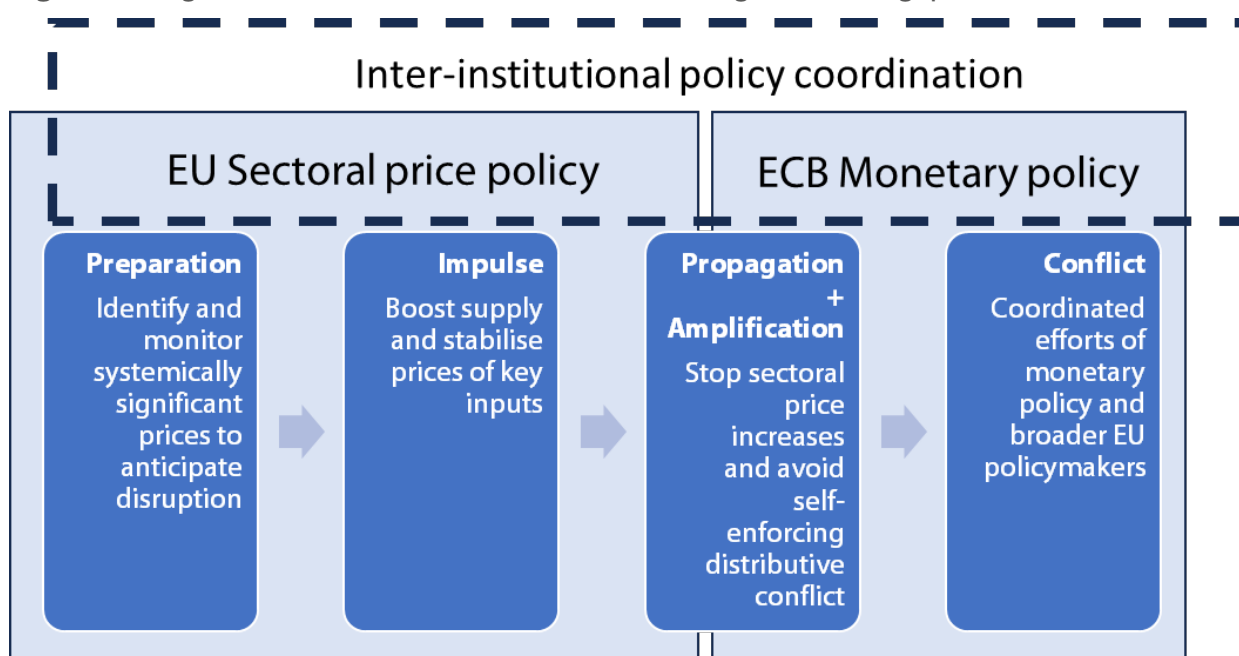 Inter-institutional policy coordination
EU Sectoral price policy
ECB Monetary policy
Preparation
Identify and
monitor
systemically
significant
prices to
anticipate
disruption
Impulse
Boost supply
and stabilise
prices of key
inputs
Propagation
+
Amplification
Stop sectoral
price
increases
and avoid
self-
enforcing
distributive
conflict
Conflict
Coordinated
efforts of
monetary
policy and
broader EU
policymakers